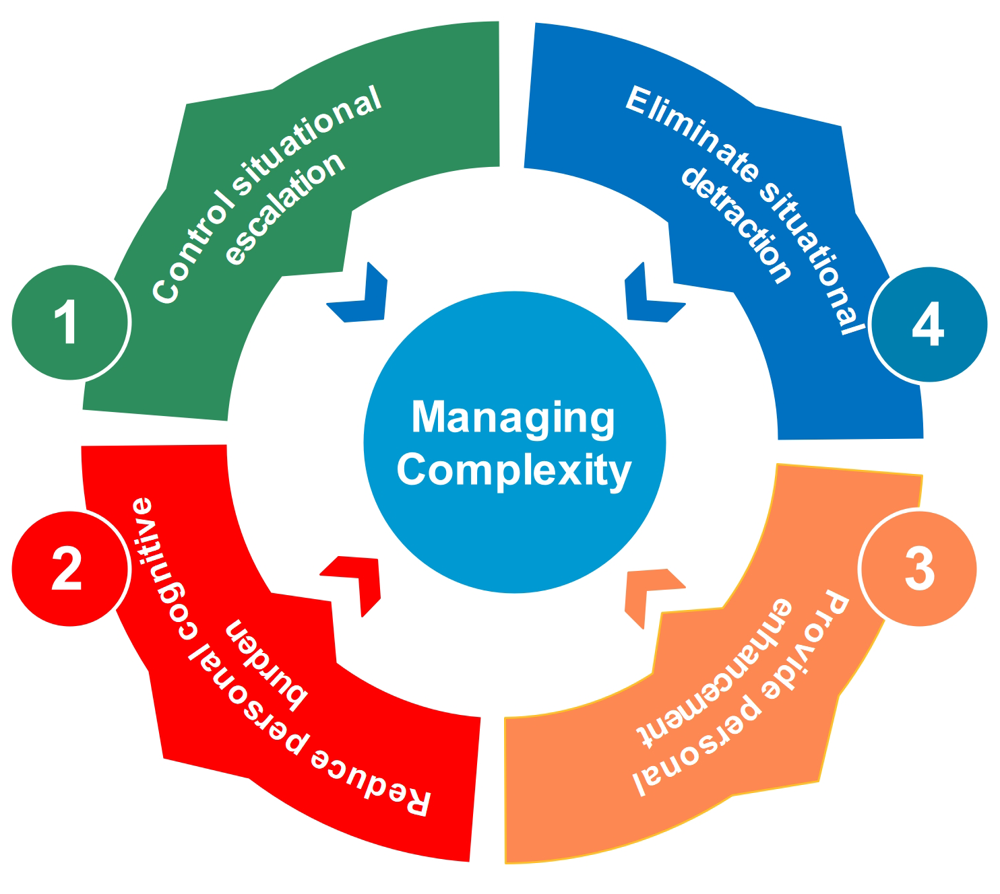 1
Control situational
escalation
2
Reduce personal cognitive
burden
3
Provide personal
enhancement
4
Eliminate situational
detraction
Managing
Complexity